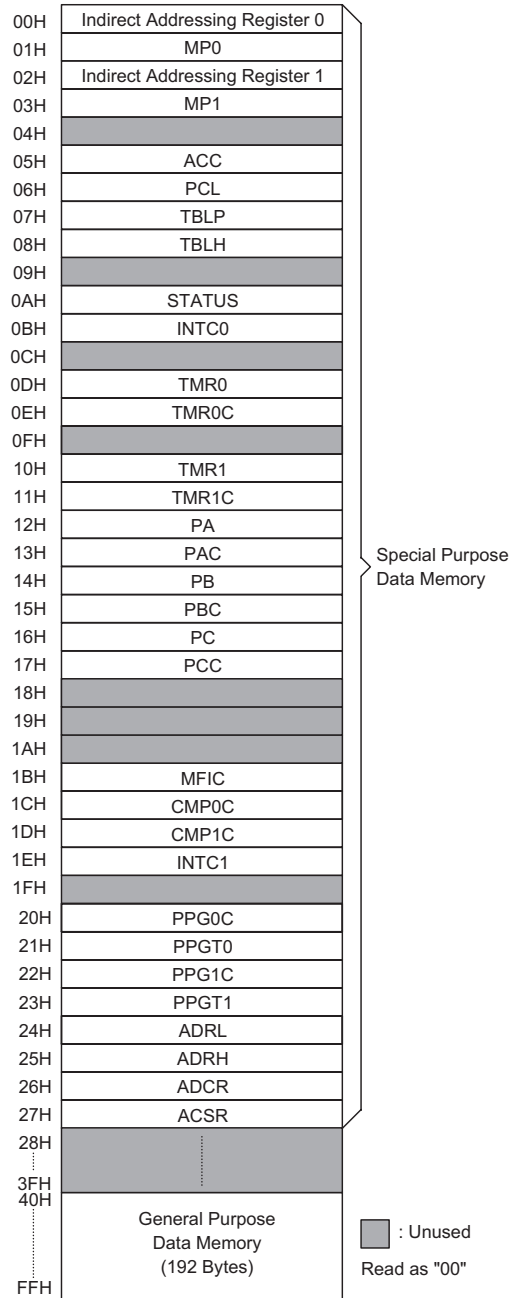 00H Indirect Addressing Register 0
01H MP0
02H Indirect Addressing Register 1
03H MP1
04H
05H ACC
06H PCL
07H TBLP
08H TBLH
09H
0AH STATUS
0BH INTC0
0CH
0DH TMR0
0EH TMR0C
0FH
10H TMR1
11H TMR1C
12H PA
13H PAC
14H PB
15H PBC
16H PC
17H PCC
18H
19H
1AH
1BH MFIC
1CH CMP0C
1DH CMP1C
1EH INTC1
1FH
20H PPG0C
21H PPGT0
22H PPG1C
23H PPGT1
24H ADRL
25H ADRH
26H ADCR
27H ACSR
28H
3FH
40H
FFH
General Purpose
Data Memory
(192 Bytes)
Special Purpose
Data Memory
: Unused
Read as "00"